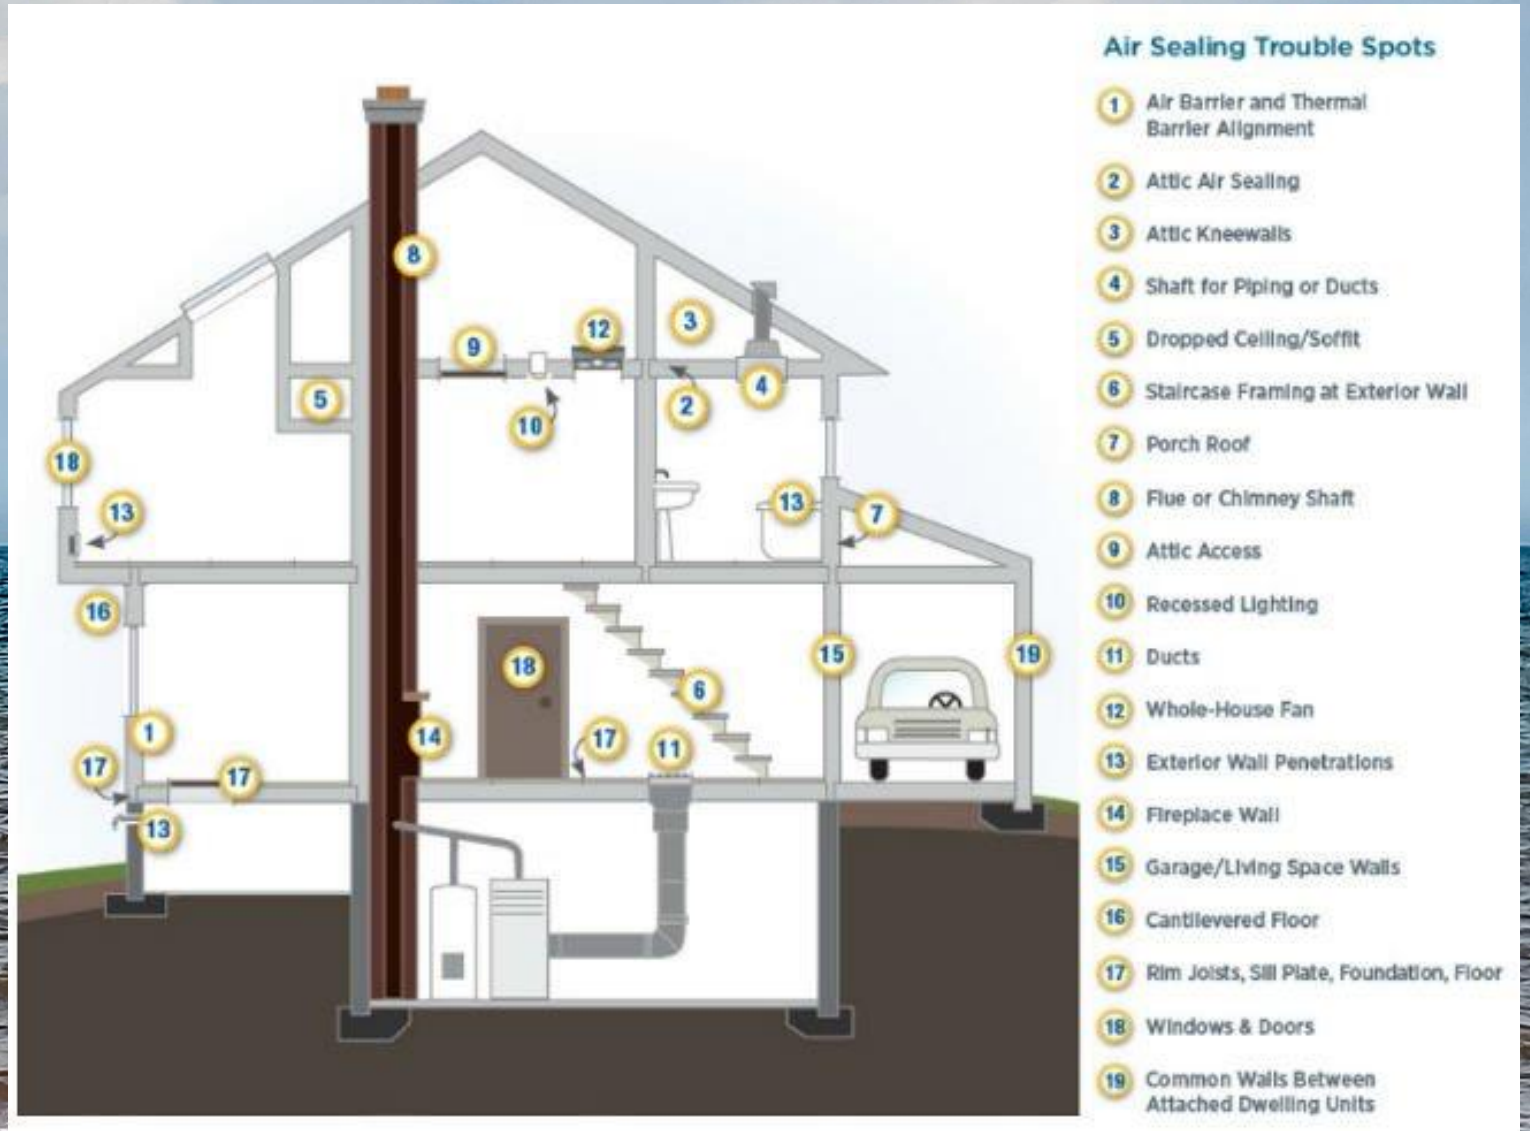 Air Sealing Trouble Spots
1 Air Barrier and Thermal
Barrier Alignment
2 Attic Air Sealing
3 Attic Kneewalls
4 Shaft for Piping or Ducts
5 Dropped Ceiling/Soffit
6 Staircase Framing at Exterior Wall
7 Porch Roof
8 Flue or Chimney Shaft
9 Attic Access
10 Recessed Lighting
11 Ducts
12 Whole-House Fan
13 Exterior Wall Penetrations
14 Fireplace Wall
15 Garage/Living Space Walls
16 Cantilevered Floor
17 Rim Joists, Sill Plate, Foundation, Floor
18 Windows & Doors
19 Common Walls Between
Attached Dwelling Units
8
3
12
9
4
5
2
10
18
13
13
7
16
15
19
18
6
1
14
17
11
17
17
13